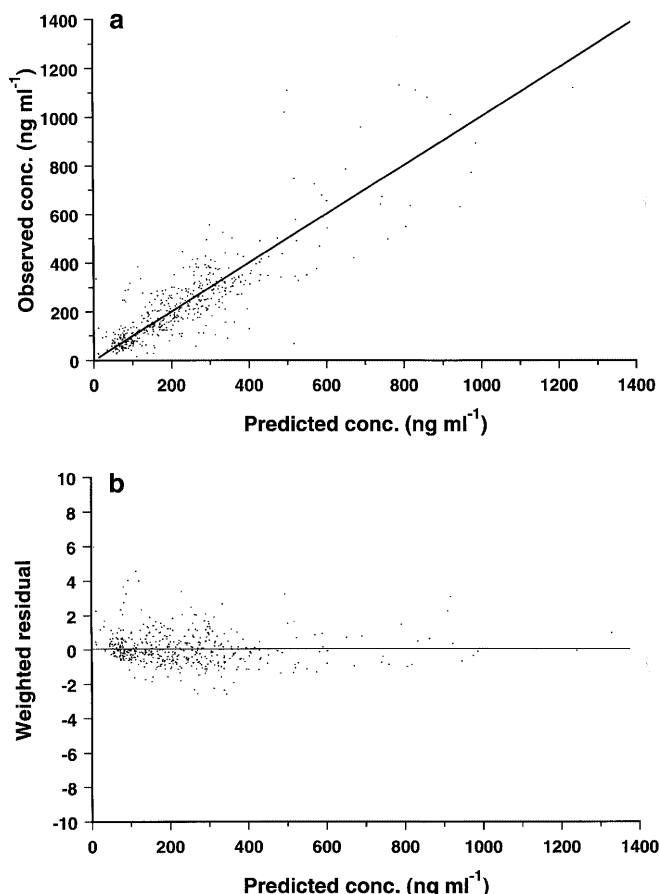 a
1400
1200
1000
800
600
400
200
0
Observed conc. (ng ml-1)
0 200 400 600 800 1000 1200 1400
Predicted conc. (ng ml-1)
b
10
8
6
4
2
0
-2
-4
-6
-8
-10
Weighted residual
0 200 400 600 800 1000 1200 1400
Predicted conc. (ng ml-1)